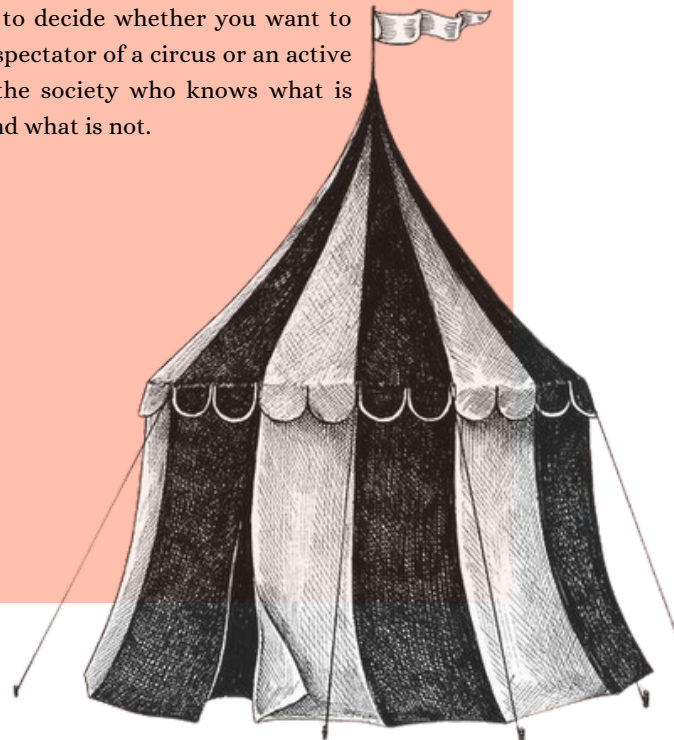 to decide whether you want to
spectator of a circus or an active
the society who knows what is
nd what is not.